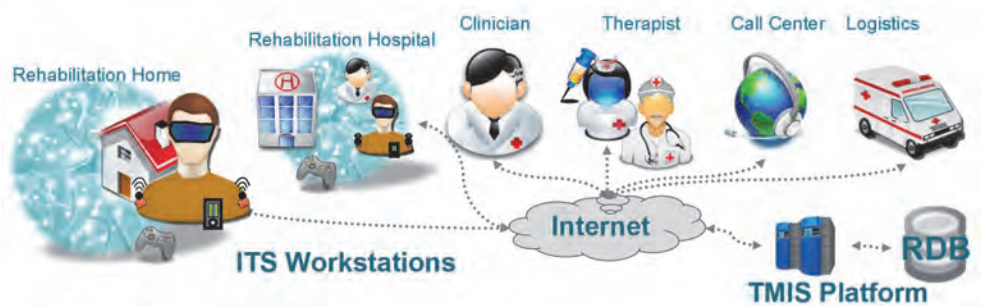 Clinician
Therapist
Call Center
Logistics
Rehabilitation Hospital
Rehabilitation Home
H
Internet
ITS Workstations
RDB
TMIS Platform